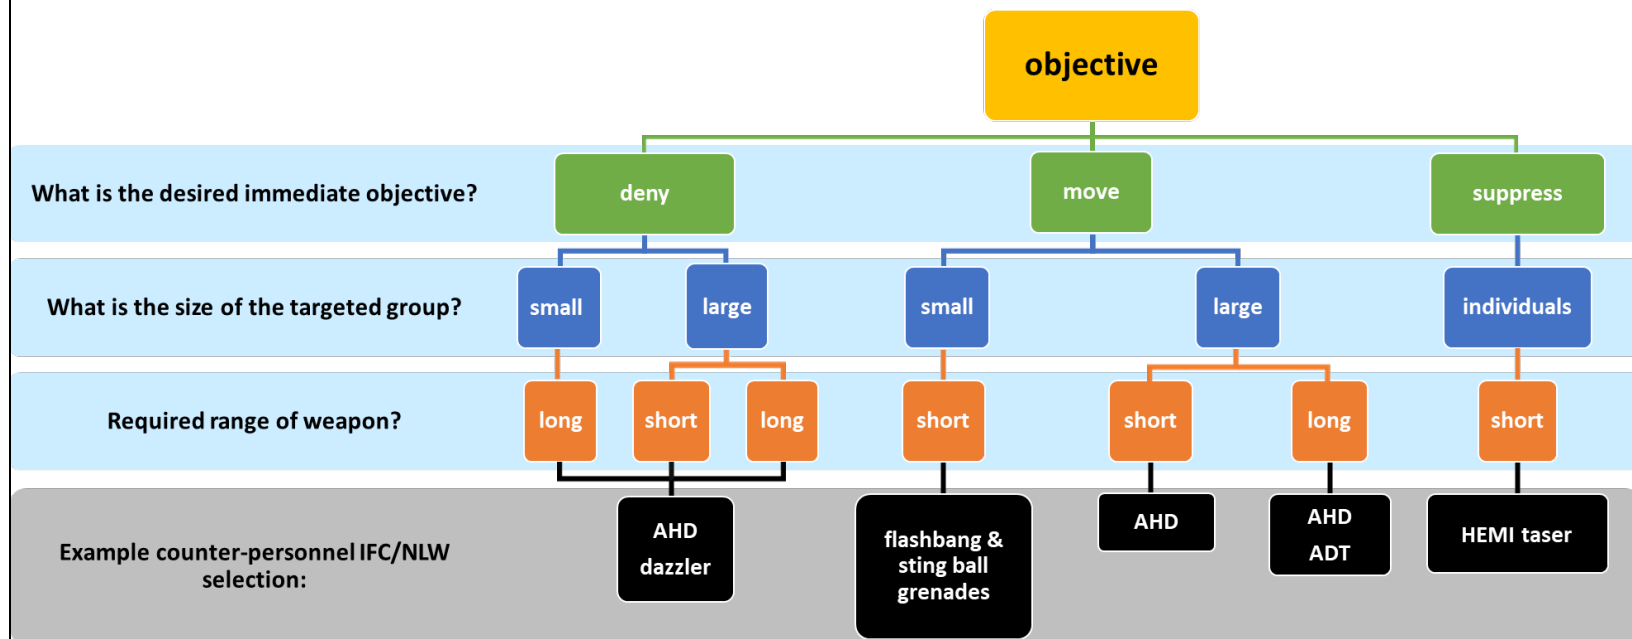 objective
What is the desired immediate objective?
deny
move
suppress
What is the size of the targeted group?
small
large
small
large
individuals
Required range of weapon?
long
short
long
short
short
long
short
Example counter-personnel IFC/NLW
selection:
AHD
dazzler
flashbang &
sting ball
grenades
AHD
AHD
ADT
HEMI taser